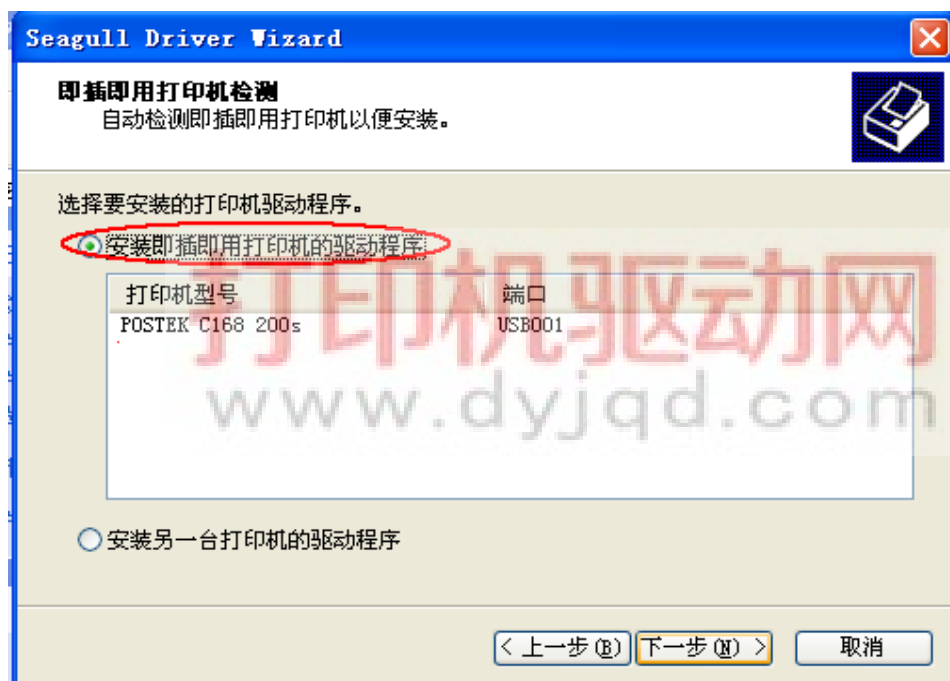 Seagull Driver Wizard
即插即用打印机检测
自动检测即插即用打印机以便安装。
选择要安装的打印机驱动程序。
安装即插即用打印机的驱动程序
打印机型号 端口
POSTEK C168 200s USB001
打印机驱动网
www.dyjqd.com
安装另一台打印机的驱动程序
< 上一步(B) 下一步(N) > 取消